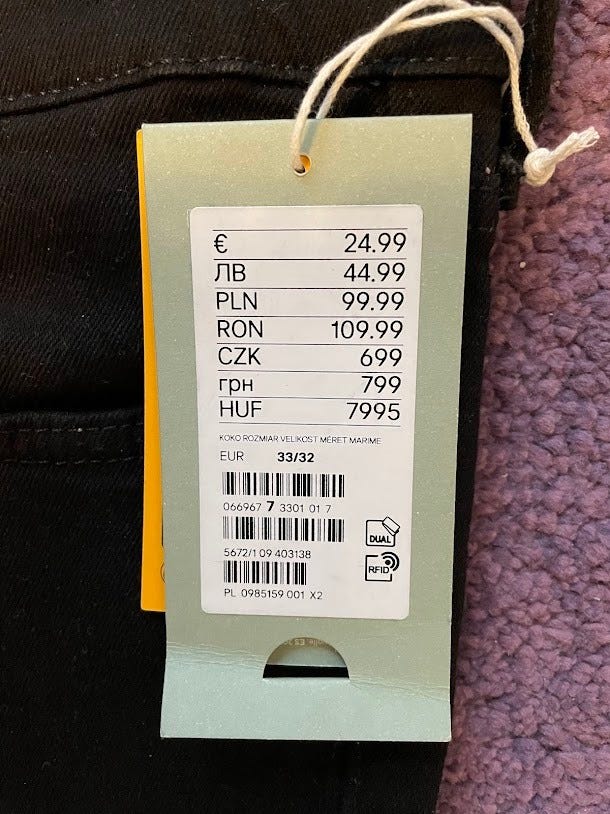 € 24.99
ЛВ 44.99
PLN 99.99
RON 109.99
CZK 699
грн 799
HUF 7995
KOKO ROZMIAR VELIKOST MÉRET MARIME
EUR 33/32
066967 7 3301 01 7
DUAL
5672/1 09 403138
RFID
PL 0985159 001 X2